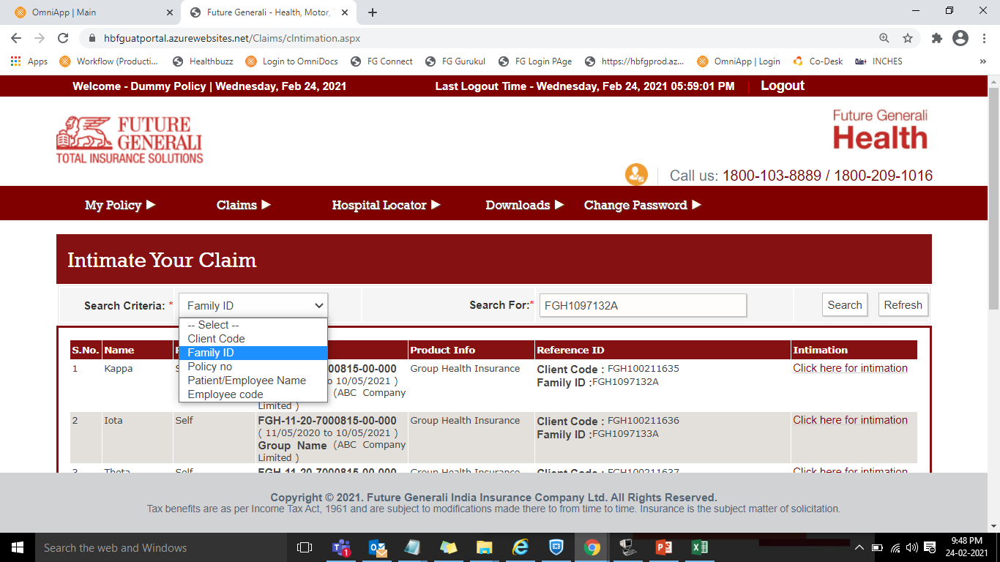 OmniApp | Main
Future Generali - Health, Motor,
hbfguatportal.azurewebsites.net/Claims/cIntimation.aspx
Apps Workflow (Producti... Healthbuzz Login to OmniDocs FG Connect FG Gurukul FG Login PAge https://hbfgprod.az... OmniApp | Login Co-Desk INCHES »
Welcome - Dummy Policy | Wednesday, Feb 24, 2021 Last Logout Time - Wednesday, Feb 24, 2021 05:59:01 PM | Logout
FUTURE
GENERALI
TOTAL INSURANCE SOLUTIONS
Future Generali
Health
Call us: 1800-103-8889 / 1800-209-1016
My Policy Claims Hospital Locator Downloads Change Password
Intimate Your Claim
Search Criteria: * Family ID Search For:* FGH1097132A Search Refresh
-- Select --
Client Code
Family ID
Policy no
Patient/Employee Name
Employee code
S.No. Name Product Info Reference ID Intimation
1 Kappa 00815-00-000 Group Health Insurance Client Code : FGH100211635 Click here for intimation
to 10/05/2021 ) Family ID :FGH1097132A
(ABC Company
Limited )
2 Iota Self FGH-11-20-7000815-00-000 Group Health Insurance Client Code : FGH100211636 Click here for intimation
( 11/05/2020 to 10/05/2021 ) Family ID :FGH1097133A
Group Name (ABC Company
Limited )
3 Theta Self FGH-11-20-7000815-00-000 Group Health Insurance Client Code : FGH100211637 Click here for intimation
Copyright © 2021. Future Generali India Insurance Company Ltd. All Rights Reserved.
Tax benefits are as per Income Tax Act, 1961 and are subject to modifications made there to from time to time. Insurance is the subject matter of solicitation.
Search the web and Windows
1
9:48 PM
24-02-2021